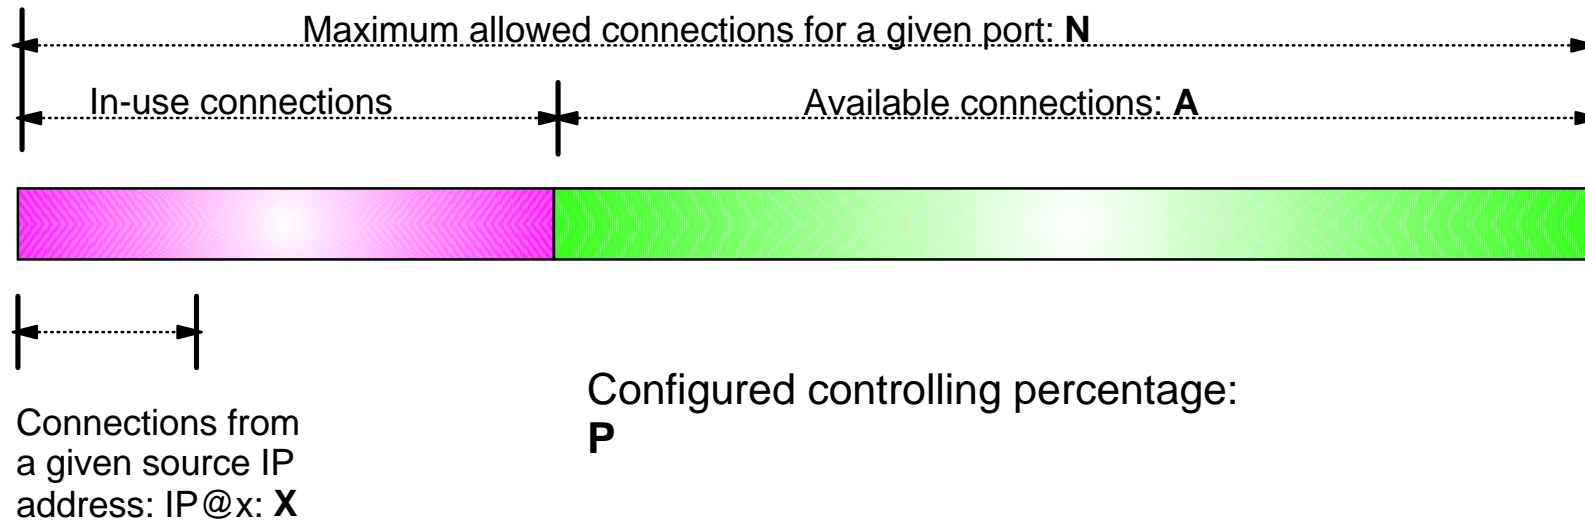 Maximum allowed connections for a given port: N
In-use connections
Available connections: A
Connections from
a given source IP
address: IP@x: X
Configured controlling percentage:
P